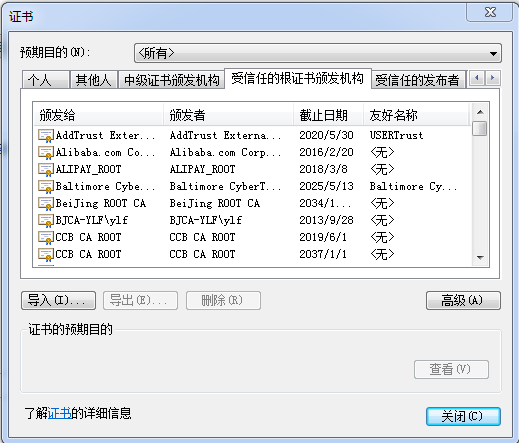 证书
预期目的(N): <所有>
个人 其他人 中级证书颁发机构 受信任的根证书颁发机构 受信任的发布者
颁发给 颁发者 截止日期 友好名称
AddTrust Exter... AddTrust Externa... 2020/5/30 USERTrust
Alibaba.com Co... Alibaba.com Corp... 2016/2/20 <无>
ALIPAY_ROOT ALIPAY_ROOT 2018/3/8 <无>
Baltimore Cybe... Baltimore CyberT... 2025/5/13 Baltimore Cy...
BeiJing ROOT CA BeiJing ROOT CA 2034/1... <无>
BJCA-YLF\ylf BJCA-YLF\ylf 2013/9/28 <无>
CCB CA ROOT CCB CA ROOT 2019/6/1 <无>
CCB CA ROOT CCB CA ROOT 2037/1/1 <无>
导入(I)... 导出(E)... 删除(R) 高级(A)
证书的预期目的
查看(V)
了解证书的详细信息
关闭(C)